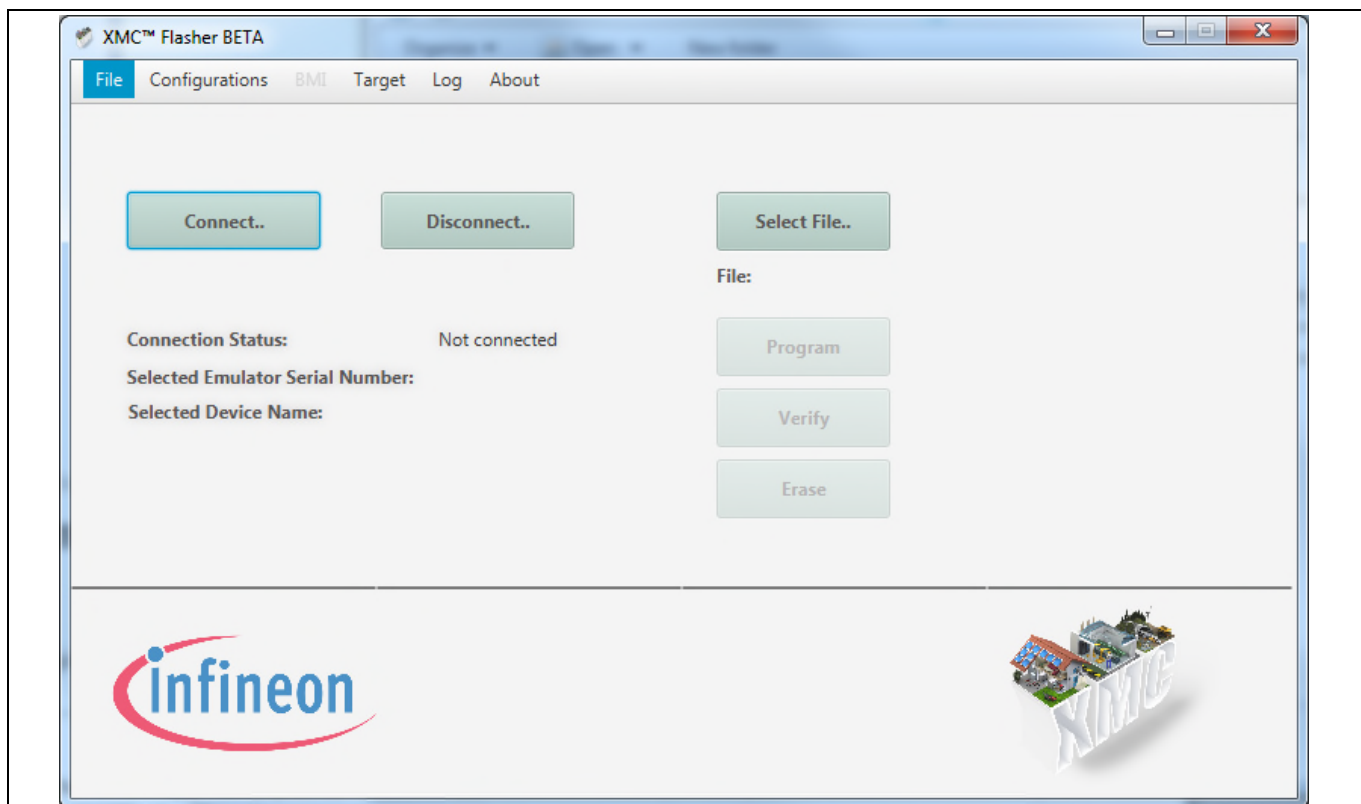 XMC™ Flasher BETA
File Configurations BMI Target Log About
Connect.. Disconnect.. Select File..
File:
Connection Status: Not connected
Program
Selected Emulator Serial Number:
Selected Device Name:
Verify
Erase
infineon
XMC